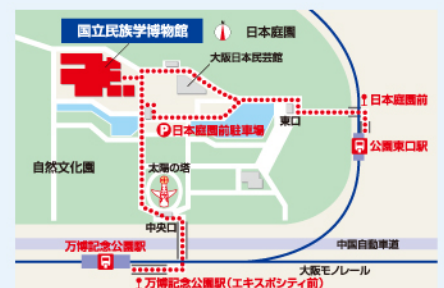 国立民族学博物館
日本庭園
大阪日本民芸館
日本庭園前
P日本庭園前駐車場
東口
公園東口駅
自然文化園
太陽の塔
中央口
万博記念公園駅
中国自動車道
大阪モノレール
万博記念公園駅(エキスポシティ前)